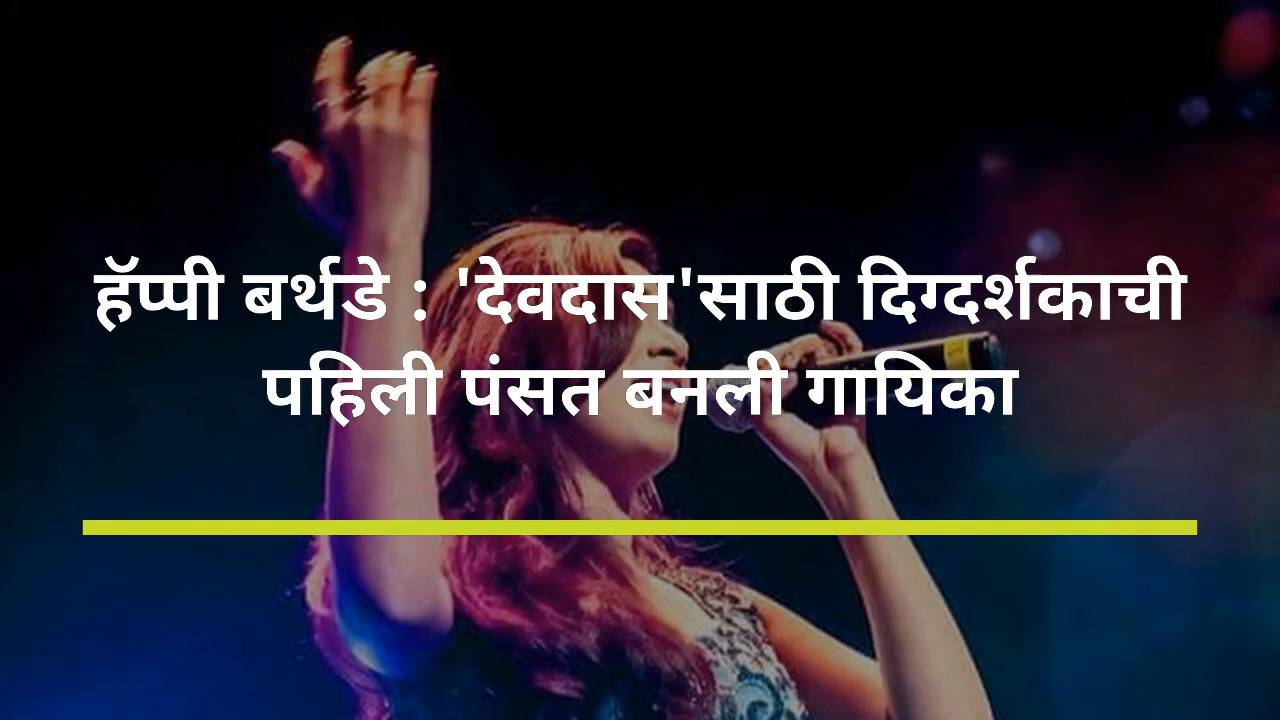 हॅप्पी बर्थडे : 'देवदास'साठी दिग्दर्शकाची
पहिली पंसत बनली गायिका